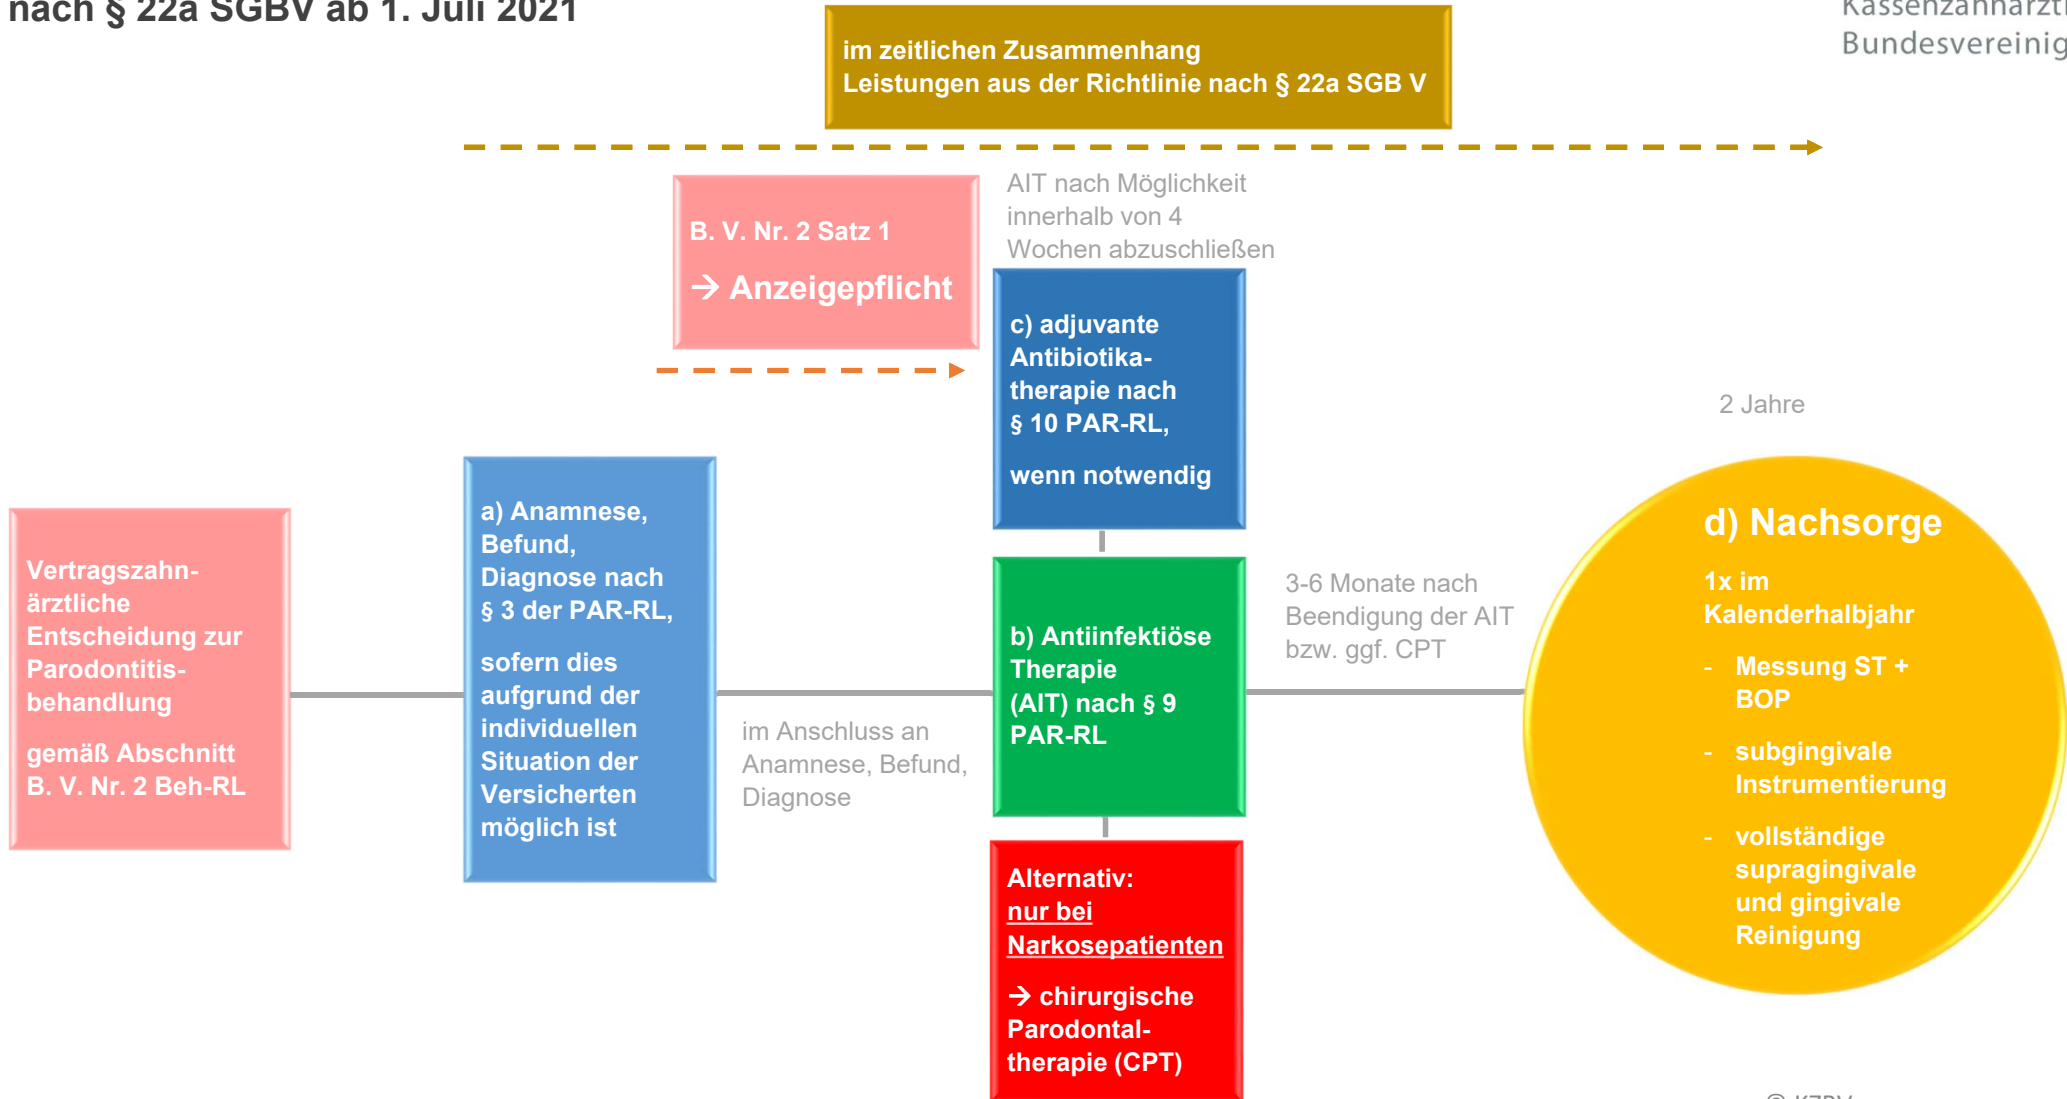 nach § 22a SGBV ab 1. Juli 2021
im zeitlichen Zusammenhang
Leistungen aus der Richtlinie nach § 22a SGB V
B. V. Nr. 2 Satz 1
→ Anzeigepflicht
AIT nach Möglichkeit
innerhalb von 4
Wochen abzuschließen
c) adjuvante
Antibiotika-
therapie nach
§ 10 PAR-RL,
wenn notwendig
Vertragszahn-
ärztliche
Entscheidung zur
Parodontitis-
behandlung
gemäß Abschnitt
B. V. Nr. 2 Beh-RL
a) Anamnese,
Befund,
Diagnose nach
§ 3 der PAR-RL,
sofern dies
aufgrund der
individuellen
Situation der
Versicherten
möglich ist
im Anschluss an
Anamnese, Befund,
Diagnose
b) Antiinfektiöse
Therapie
(AIT) nach § 9
PAR-RL
Alternativ:
nur bei
Narkosepatienten
→ chirurgische
Parodontal-
therapie (CPT)
3-6 Monate nach
Beendigung der AIT
bzw. ggf. CPT
2 Jahre
d) Nachsorge
1x im
Kalenderhalbjahr
- Messung ST +
BOP
- subgingivale
Instrumentierung
- vollständige
supragingivale
und gingivale
Reinigung